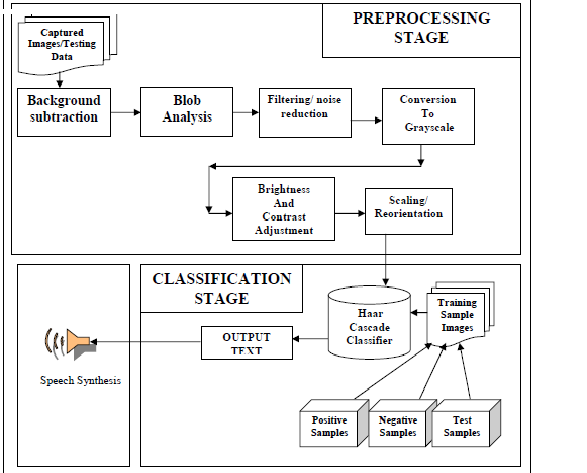 PREPROCESSING
STAGE
Captured
Images/Testing
Data
Background
subtraction
Blob
Analysis
Filtering/ noise
reduction
Conversion
To
Grayscale
Brightness
And
Contrast
Adjustment
Scaling/
Reorientation
CLASSIFICATION
STAGE
Haar
Cascade
Classifier
Training
Sample
Images
OUTPUT
TEXT
Speech Synthesis
Positive
Samples
Negative
Samples
Test
Samples